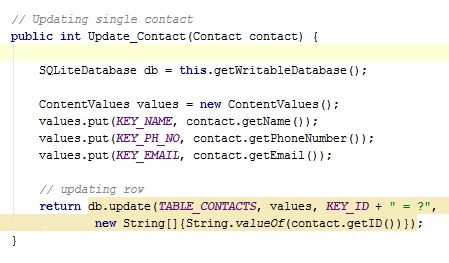 // Updating single contact
public int Update_Contact(Contact contact) {
SQLiteDatabase db = this.getWritableDatabase();
ContentValues values = new ContentValues();
values.put(KEY_NAME, contact.getName());
values.put(KEY_PH_NO, contact.getPhoneNumber());
values.put(KEY_EMAIL, contact.getEmail());
// updating row
return db.update(TABLE_CONTACTS, values, KEY_ID + " = ?",
new String[]{String.valueOf(contact.getID())});
}